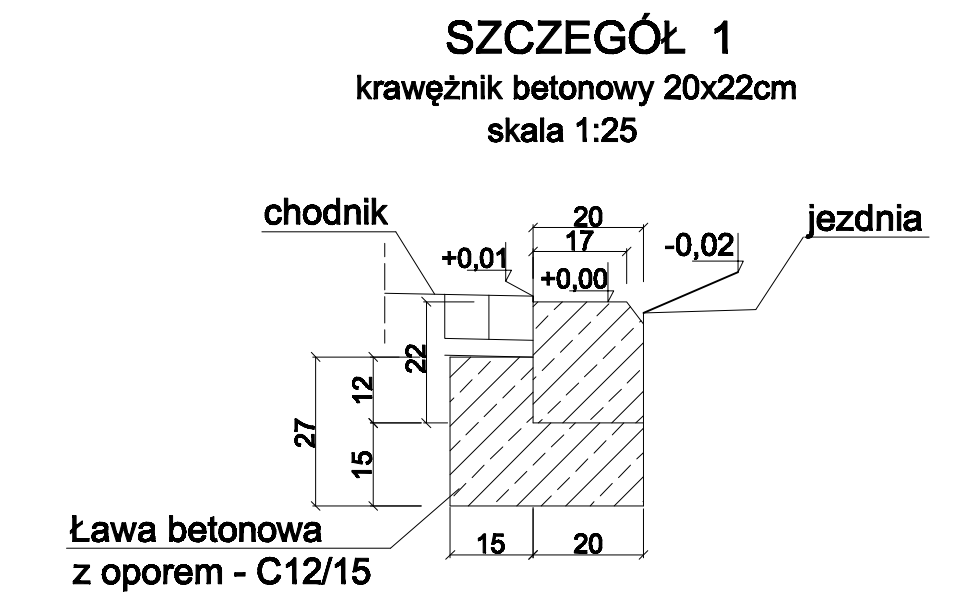 SZCZEGÓŁ 1
krawężnik betonowy 20x22cm
skala 1:25
chodnik
20
jezdnia
17
-0,02
+0,01
+0,00
22
12
27
15
Ława betonowa
z oporem - C12/15
15
20